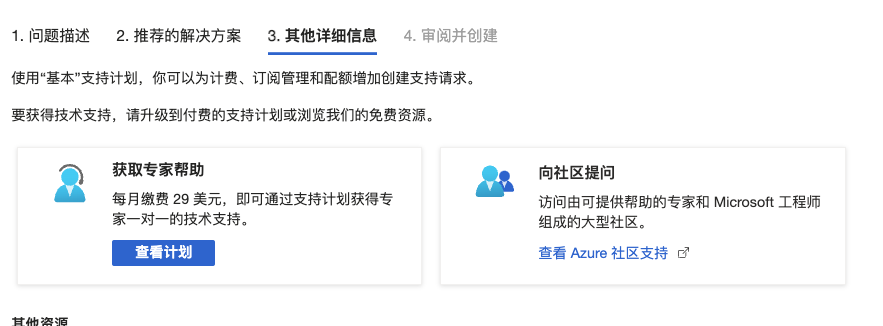 1. 问题描述 2. 推荐的解决方案 3. 其他详细信息 4. 审阅并创建
使用“基本”支持计划，你可以为计费、订阅管理和配额增加创建支持请求。
要获得技术支持，请升级到付费的支持计划或浏览我们的免费资源。
获取专家帮助
每月缴费 29 美元，即可通过支持计划获得专
家一对一的技术支持。
查看计划
向社区提问
访问由可提供帮助的专家和 Microsoft 工程师
组成的大型社区。
查看 Azure 社区支持
其他资源